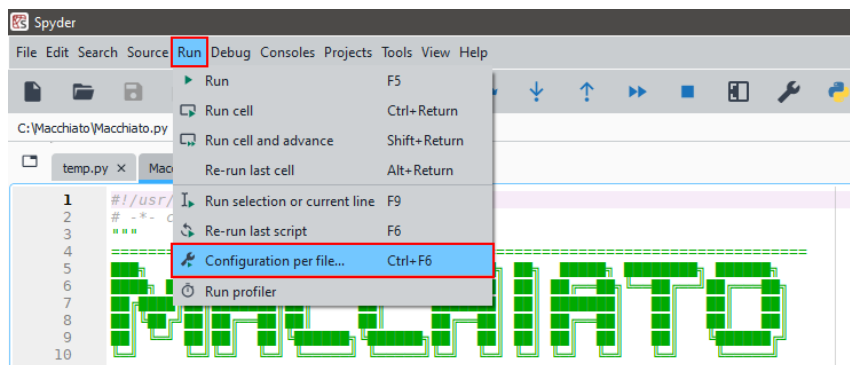 Spyder
File Edit Search Source Run Debug Consoles Projects Tools View Help
Run F5
Run cell Ctrl+Return
Run cell and advance Shift+Return
Re-run last cell Alt+Return
Run selection or current line F9
Re-run last script F6
Configuration per file... Ctrl+F6
Run profiler
C:\Macchiato\Macchiato.py
temp.py
1 #!/usr/
2 # -*- c
3 """
4
5
6
7
8
9
10
MACCHIATO